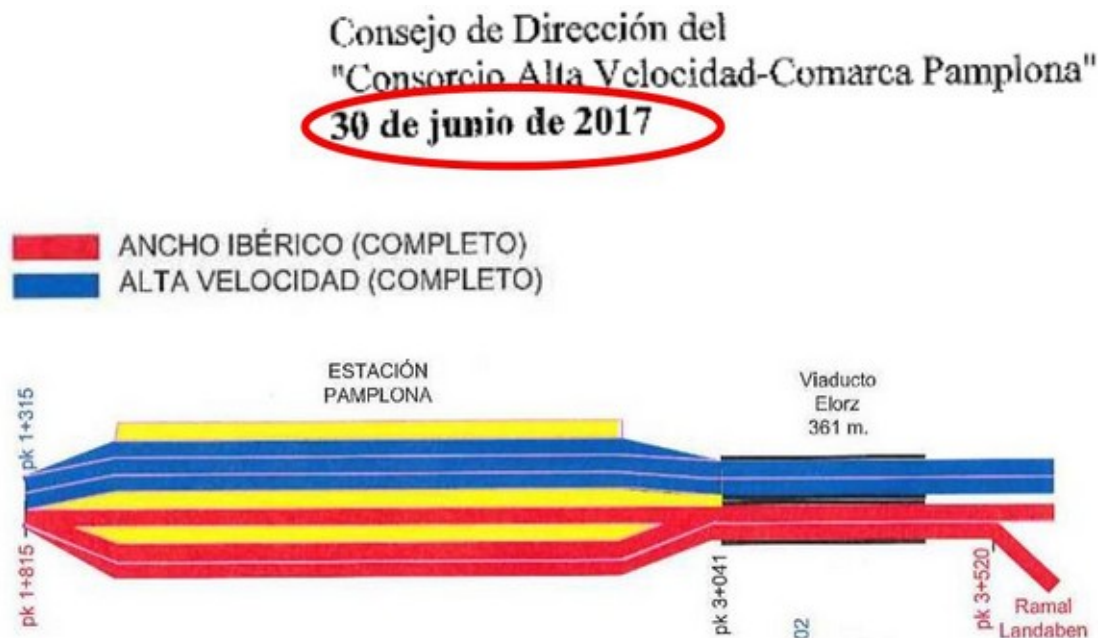 Consejo de Dirección del
"Consorcio Alta Velocidad-Comarca Pamplona"
30 de junio de 2017
ANCHO IBÉRICO (COMPLETO)
ALTA VELOCIDAD (COMPLETO)
ESTACIÓN
PAMPLONA
Viaducto
Elorz
361 m.
pk 1+315
pk 1+815
pk 3+041
02
pk 3+520
Ramal
Landaben